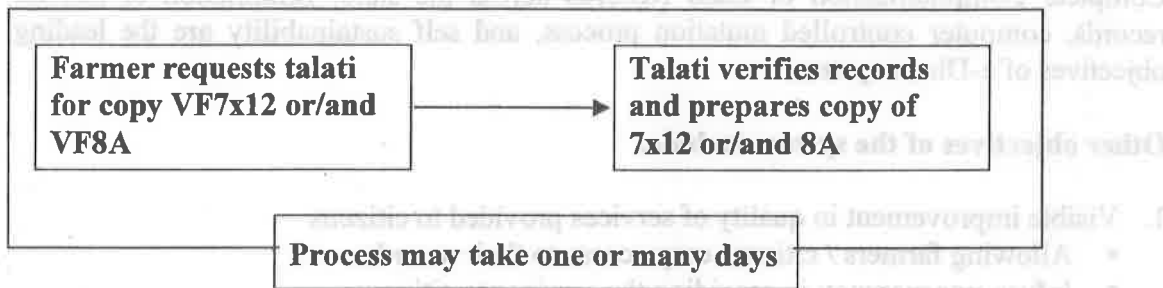 Farmer requests talati
for copy VF7x12 or/and
VF8A
Talati verifies records
and prepares copy of
7x12 or/and 8A
Process may take one or many days